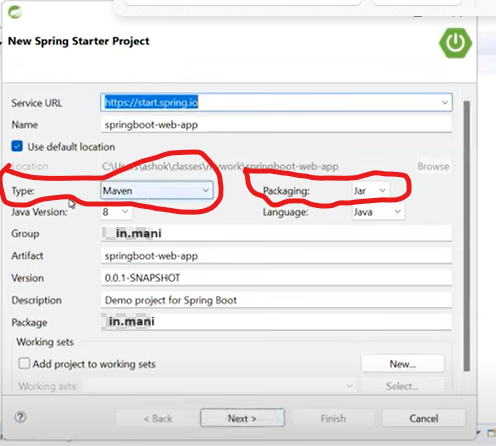 New Spring Starter Project
Service URL https://start.spring.io
Name springboot-web-app
Use default location
Location C:\Users\ashok\classes\mywork\springboot-web-app Browse
Type: Maven Packaging: Jar
Java Version: 8 Language: Java
Group in.mani
Artifact springboot-web-app
Version 0.0.1-SNAPSHOT
Description Demo project for Spring Boot
Package in.mani
Working sets
Add project to working sets New...
Working sets: Select...
? < Back Next > Finish Cancel